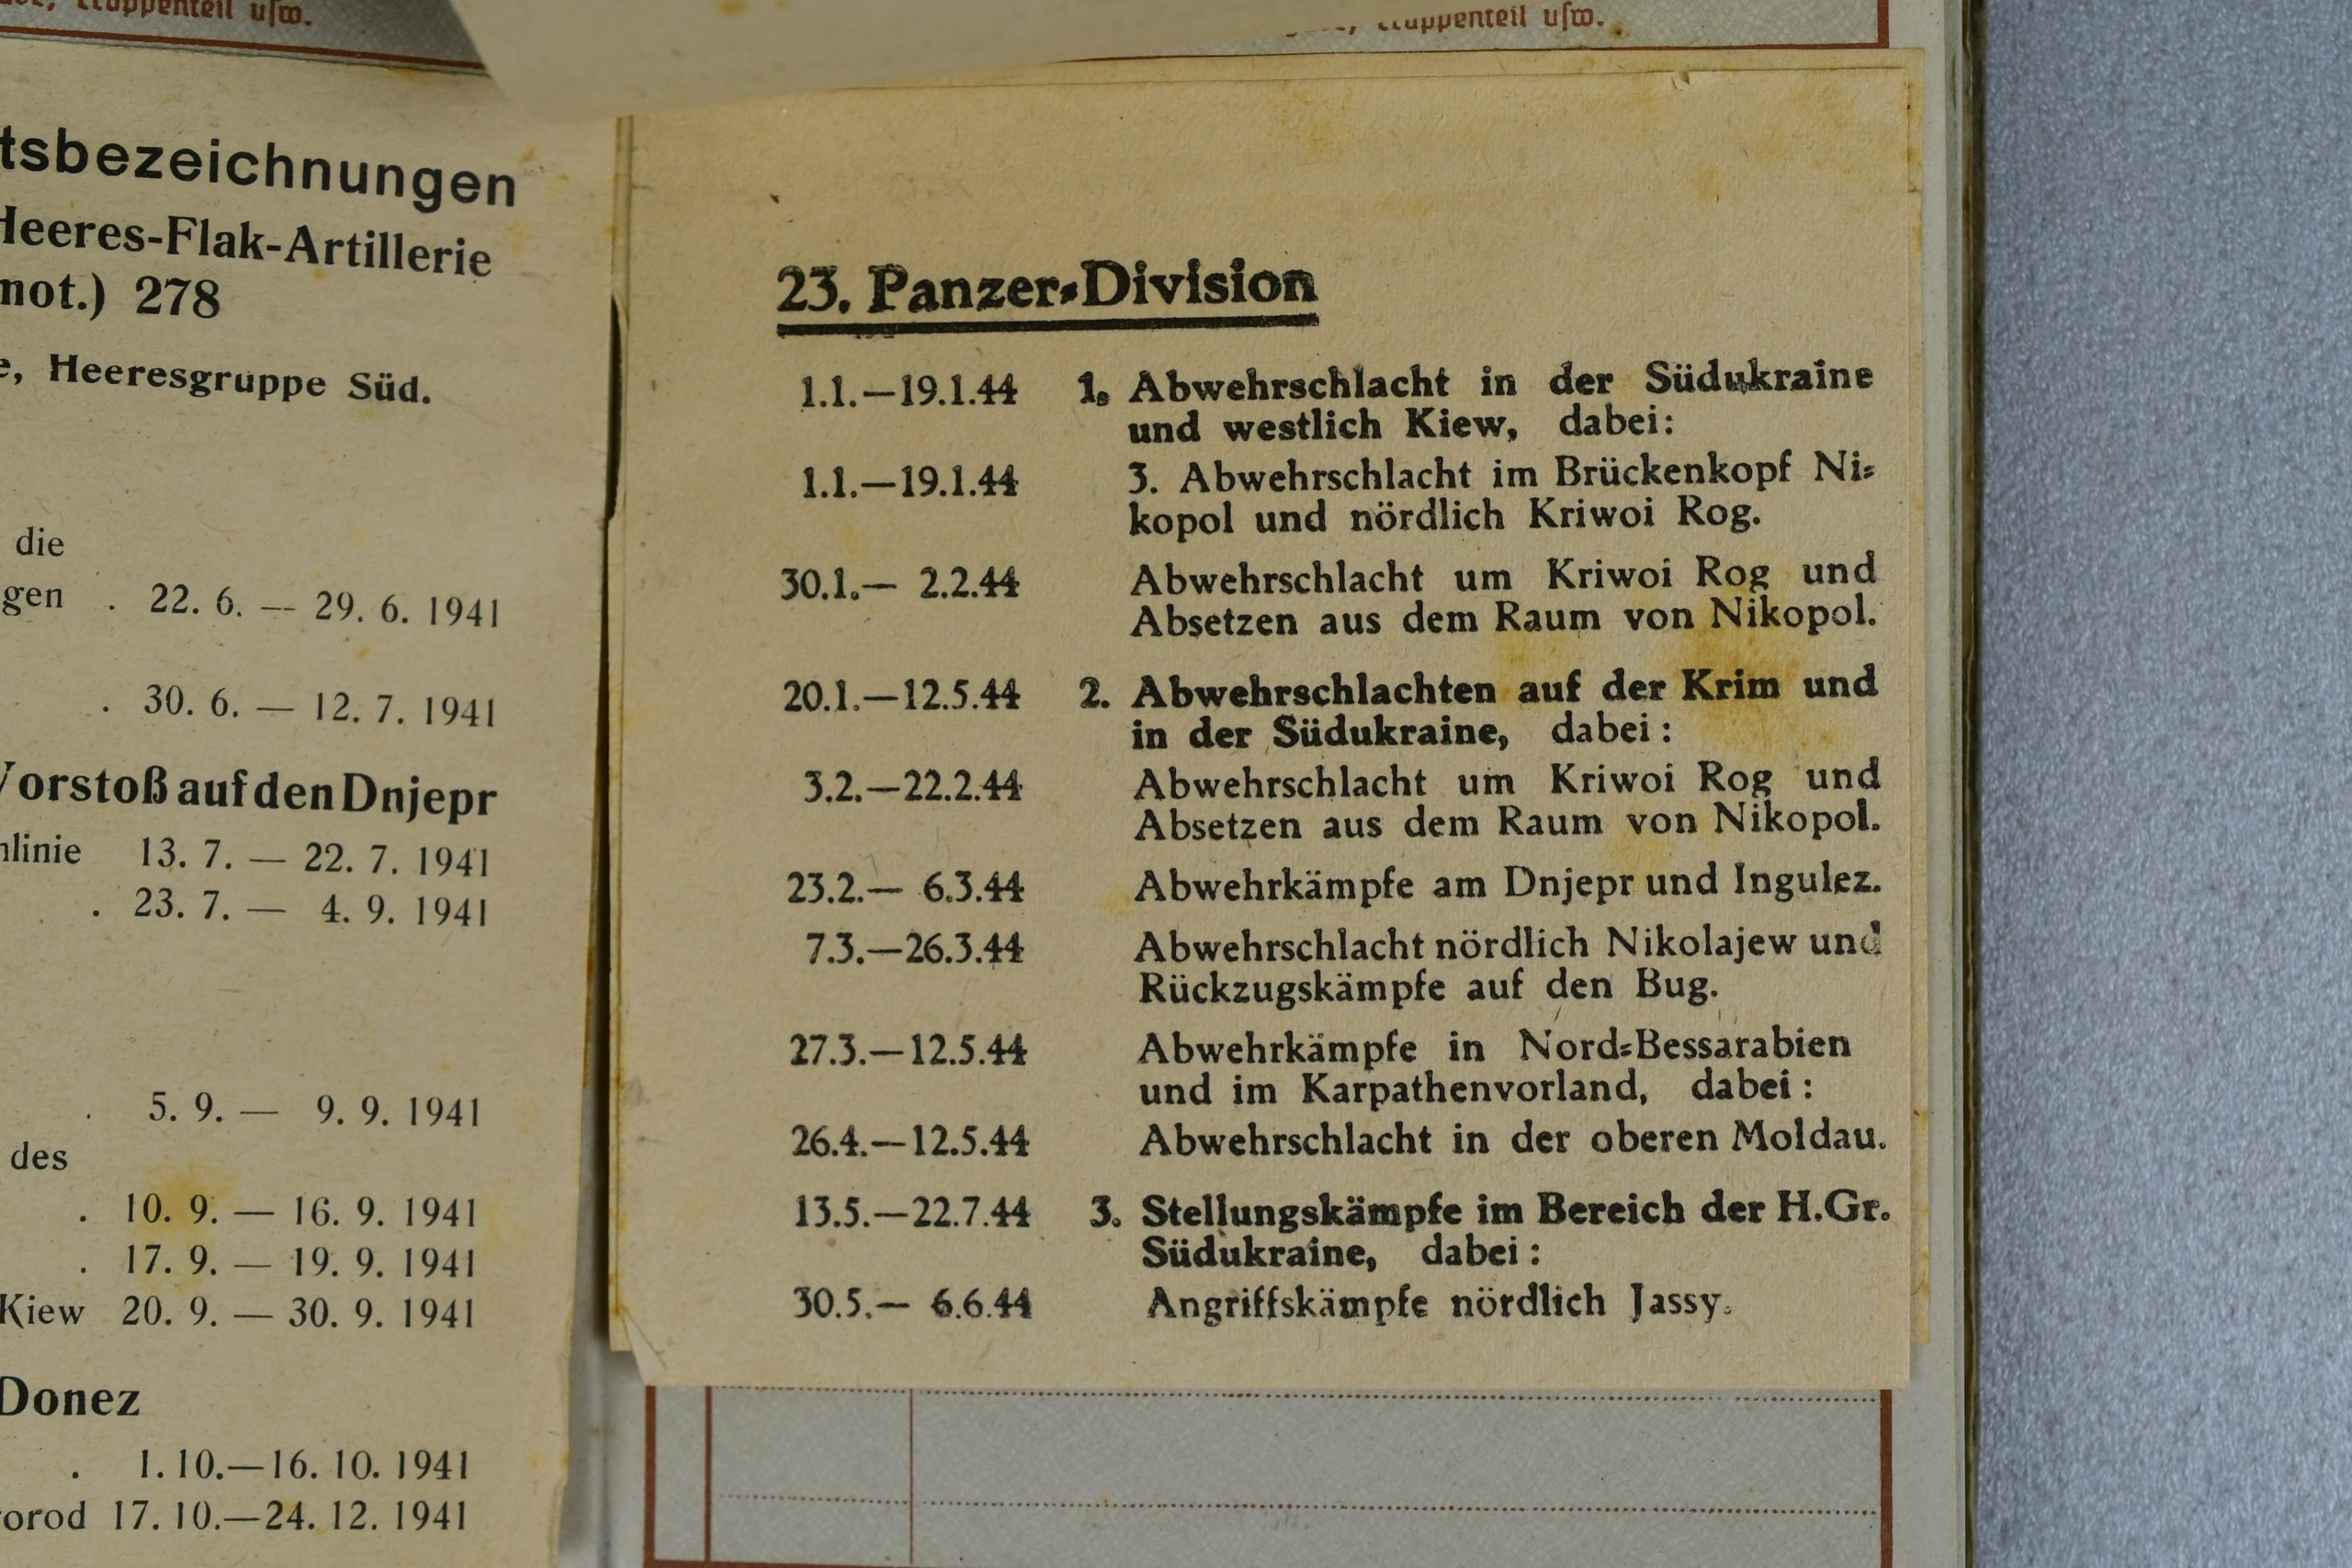 Truppenteil usw.
tsbezeichnungen
Heeres-Flak-Artillerie
mot.) 278
e, Heeresgruppe Süd.
die
gen . 22. 6. — 29. 6. 1941
. 30. 6. — 12. 7. 1941
Vorstoß auf den Dnjepr
nlinie 13. 7. — 22. 7. 1941
. 23. 7. — 4. 9. 1941
. 5. 9. — 9. 9. 1941
des
. 10. 9. — 16. 9. 1941
. 17. 9. — 19. 9. 1941
Kiew 20. 9. — 30. 9. 1941
Donez
. 1. 10.—16. 10. 1941
orod 17. 10.—24. 12. 1941
Truppenteil usw.
23. Panzer-Division
1.1.—19.1.44 1. Abwehrschlacht in der Südukraine
und westlich Kiew, dabei:
1.1.—19.1.44 3. Abwehrschlacht im Brückenkopf Ni-
kopol und nördlich Kriwoi Rog.
30.1.— 2.2.44 Abwehrschlacht um Kriwoi Rog und
Absetzen aus dem Raum von Nikopol.
20.1.—12.5.44 2. Abwehrschlachten auf der Krim und
in der Südukraine, dabei:
3.2.—22.2.44 Abwehrschlacht um Kriwoi Rog und
Absetzen aus dem Raum von Nikopol.
23.2.— 6.3.44 Abwehrkämpfe am Dnjepr und Ingulez.
7.3.—26.3.44 Abwehrschlacht nördlich Nikolajew und
Rückzugskämpfe auf den Bug.
27.3.—12.5.44 Abwehrkämpfe in Nord-Bessarabien
und im Karpathenvorland, dabei:
26.4.—12.5.44 Abwehrschlacht in der oberen Moldau.
13.5.—22.7.44 3. Stellungskämpfe im Bereich der H.Gr.
Südukraine, dabei:
30.5.— 6.6.44 Angriffskämpfe nördlich Jassy.